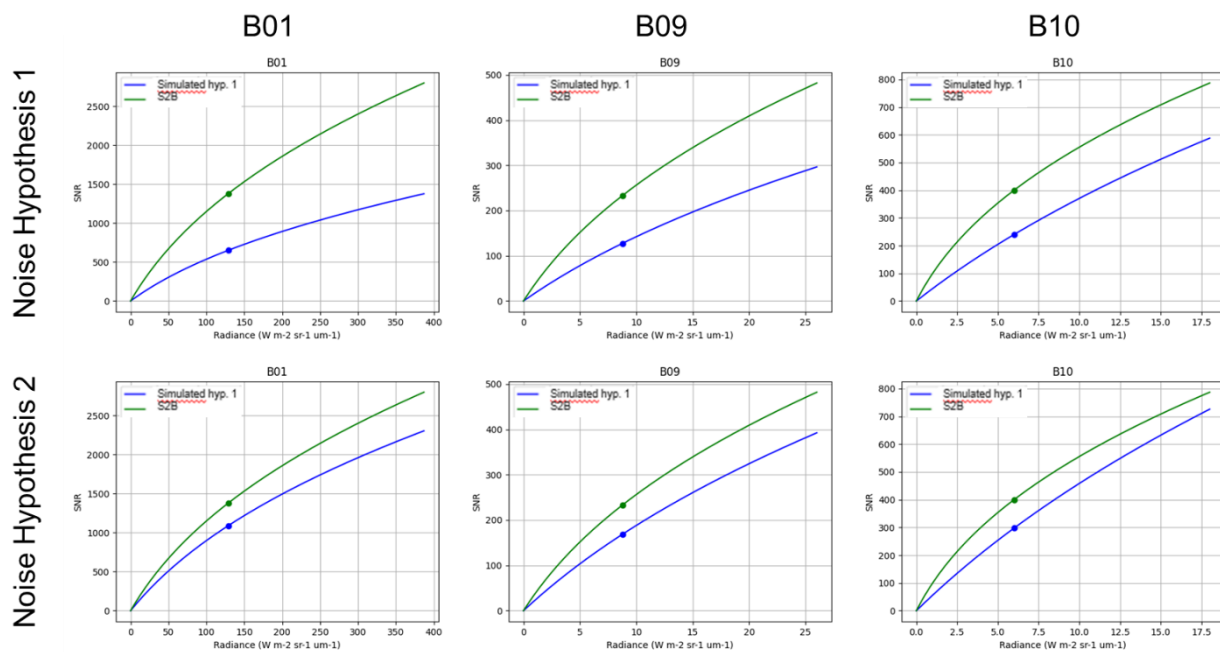 B01
B09
B10
Noise Hypothesis 1
B01
Simulated hyp. 1
S2B
SNR
2500
2000
1500
1000
500
0
0 50 100 150 200 250 300 350 400
Radiance (W m-2 sr-1 um-1)
B09
Simulated hyp. 1
S2B
SNR
500
400
300
200
100
0
0 5 10 15 20 25
Radiance (W m-2 sr-1 um-1)
B10
Simulated hyp. 1
S2B
SNR
800
700
600
500
400
300
200
100
0
0.0 2.5 5.0 7.5 10.0 12.5 15.0 17.5
Radiance (W m-2 sr-1 um-1)
Noise Hypothesis 2
B01
Simulated hyp. 1
S2B
SNR
2500
2000
1500
1000
500
0
0 50 100 150 200 250 300 350 400
Radiance (W m-2 sr-1 um-1)
B09
Simulated hyp. 1
S2B
SNR
500
400
300
200
100
0
0 5 10 15 20 25
Radiance (W m-2 sr-1 um-1)
B10
Simulated hyp. 1
S2B
SNR
800
700
600
500
400
300
200
100
0
0.0 2.5 5.0 7.5 10.0 12.5 15.0 17.5
Radiance (W m-2 sr-1 um-1)